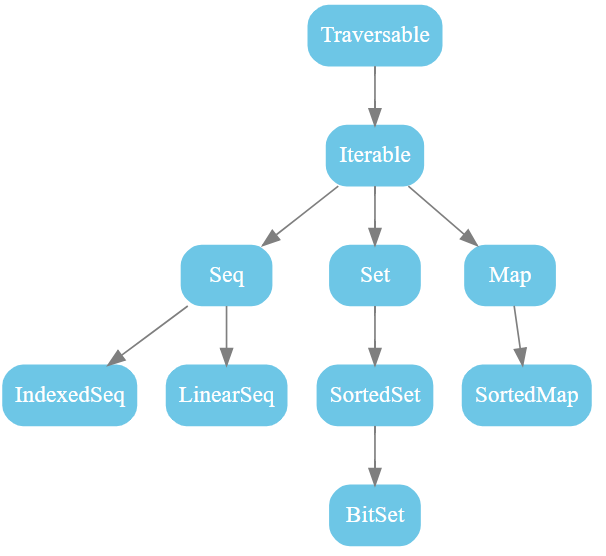 Traversable
Iterable
Seq
Set
Map
IndexedSeq
LinearSeq
SortedSet
SortedMap
BitSet